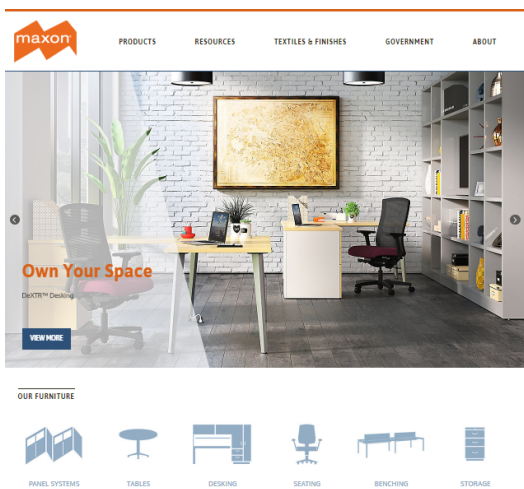 maxon
PRODUCTS
RESOURCES
TEXTILES & FINISHES
GOVERNMENT
ABOUT
Own Your Space
DeXTR™ Desking
VIEW MORE
OUR FURNITURE
PANEL SYSTEMS
TABLES
DESKING
SEATING
BENCHING
STORAGE